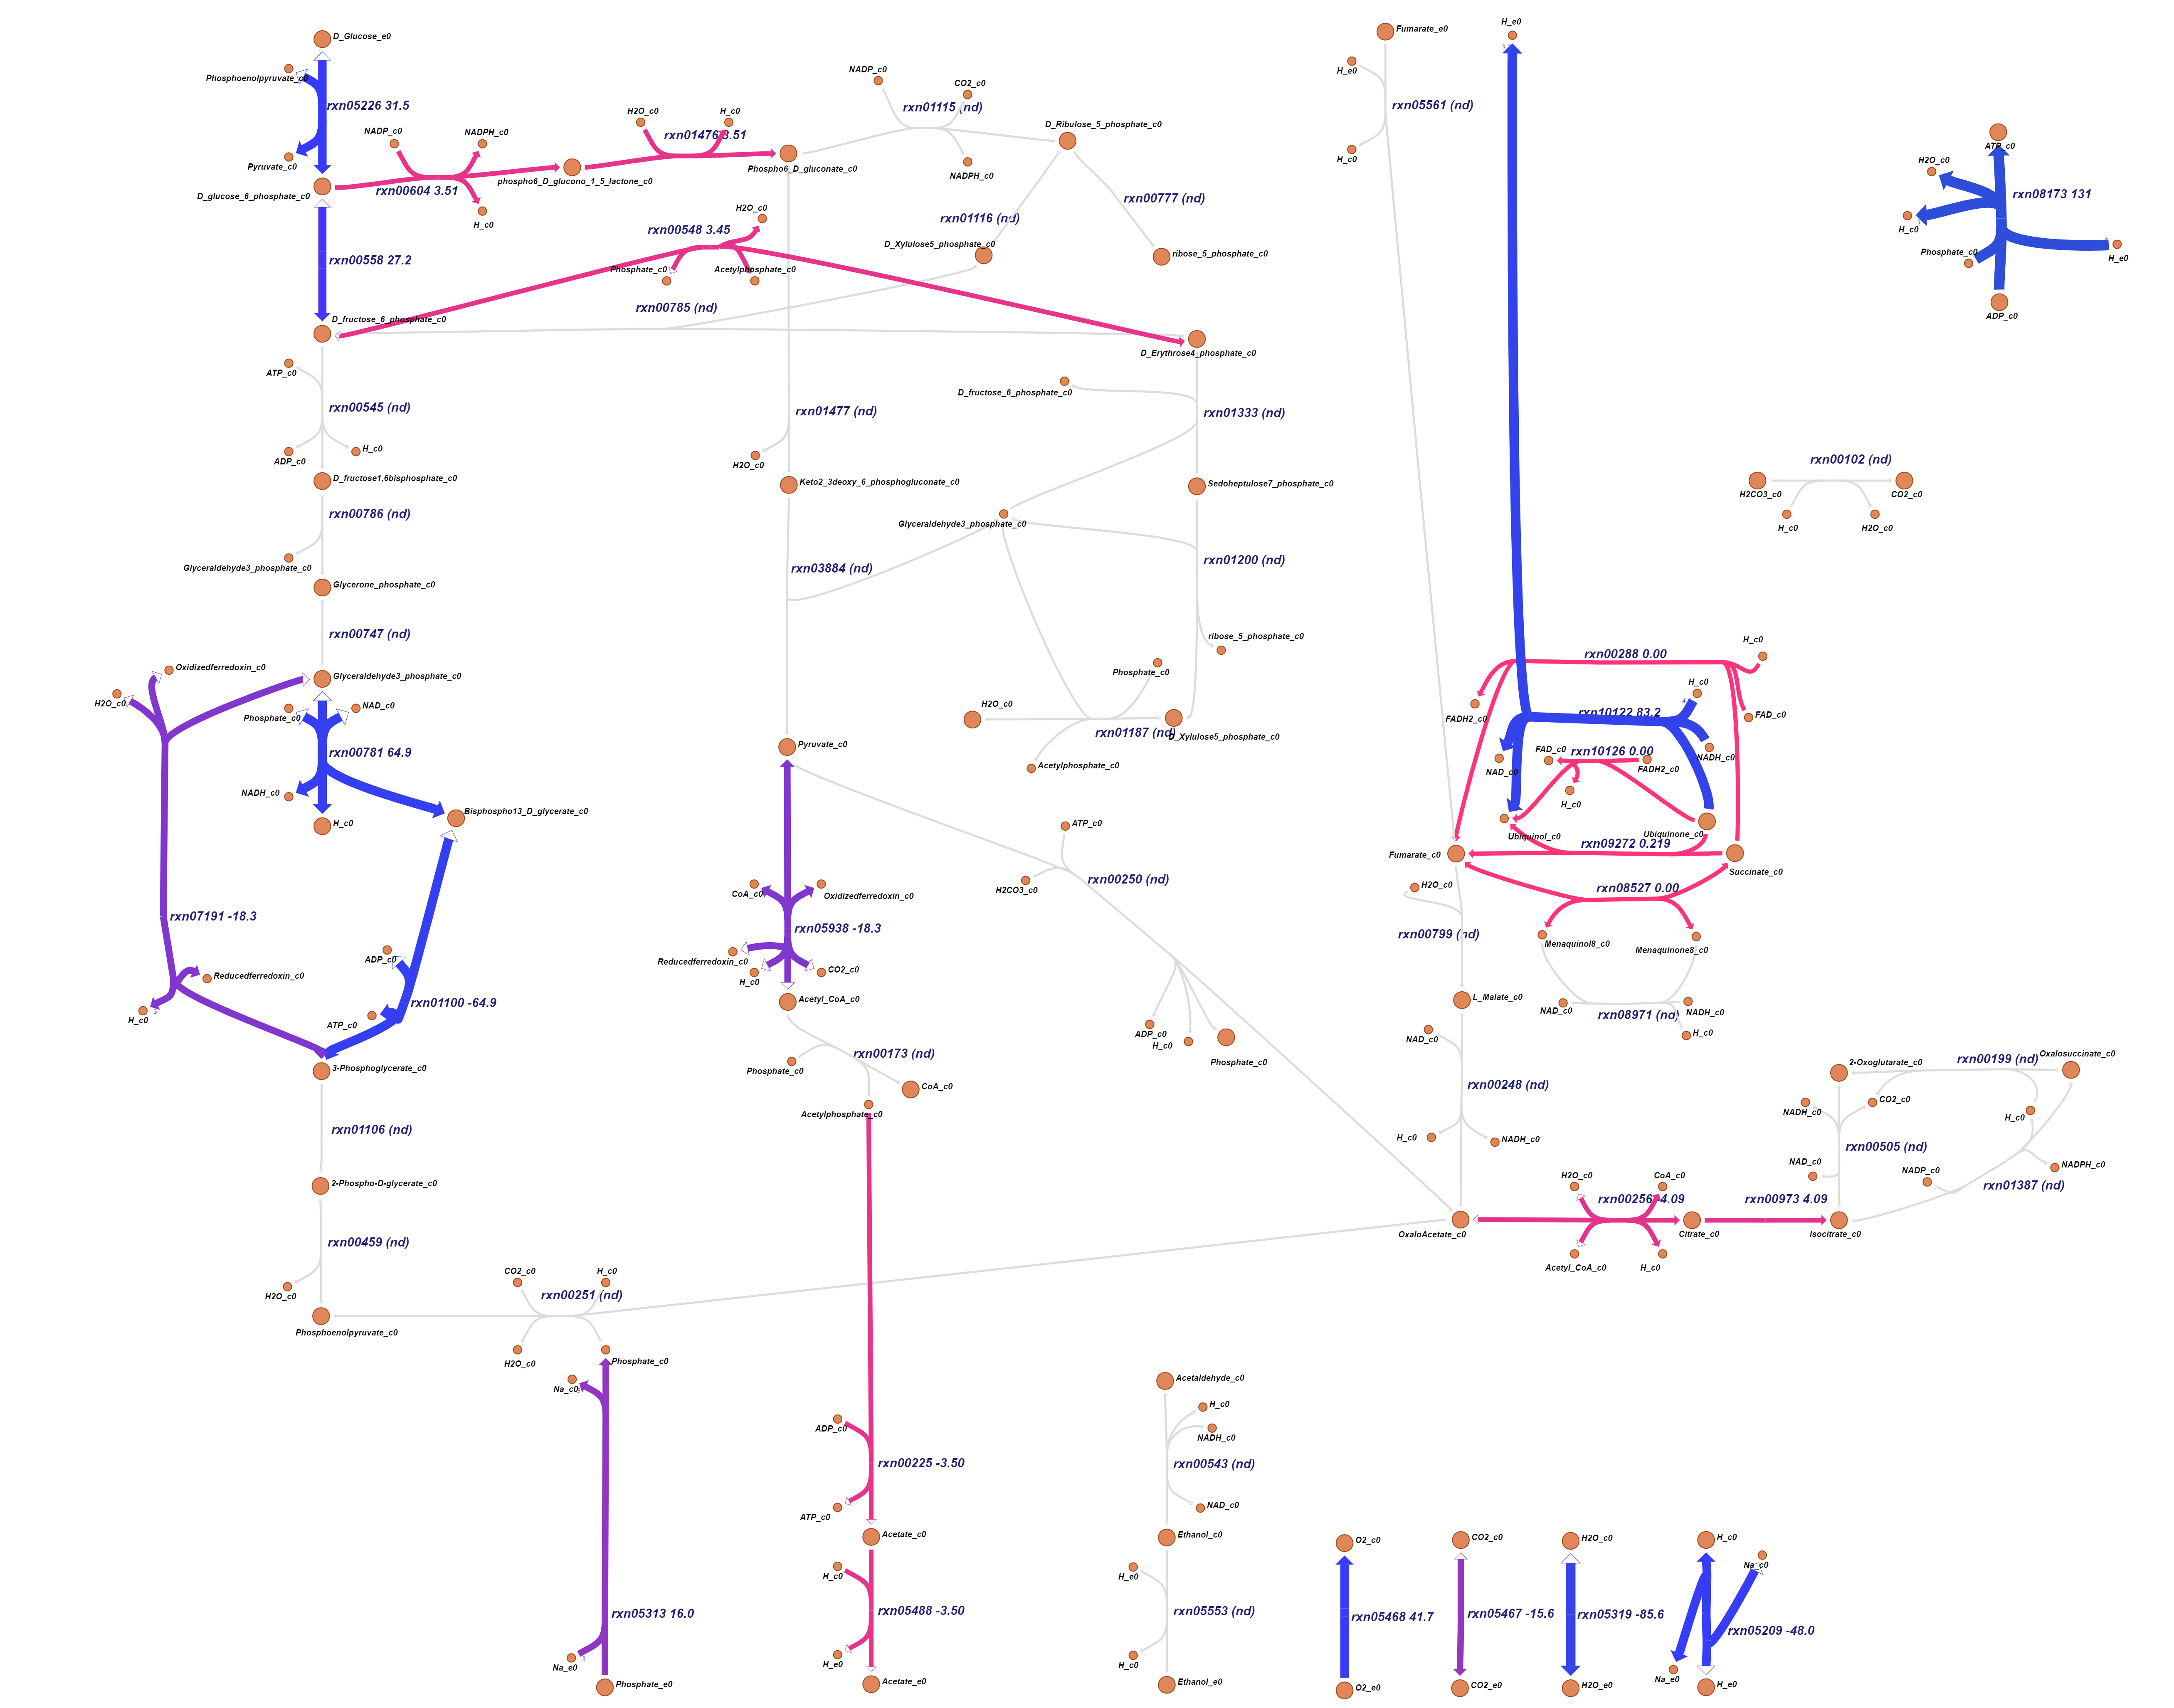 D_Glucose_e0
Phosphoenolpyruvate_c0
rxn05226 31.5
Pyruvate_c0
D_glucose_6_phosphate_c0
NADP_c0
NADPH_c0
rxn00604 3.51
H_c0
phospho6_D_glucono_1_5_lactone_c0
H2O_c0
H_c0
rxn01476 3.51
Phospho6_D_gluconate_c0
NADP_c0
CO2_c0
rxn01115 (nd)
NADPH_c0
D_Ribulose_5_phosphate_c0
rxn00777 (nd)
rxn01116 (nd)
D_Xylulose5_phosphate_c0
ribose_5_phosphate_c0
rxn00558 27.2
rxn00548 3.45
H2O_c0
Phosphate_c0
Acetylphosphate_c0
rxn00785 (nd)
D_fructose_6_phosphate_c0
D_Erythrose4_phosphate_c0
ATP_c0
rxn00545 (nd)
ADP_c0
H_c0
D_fructose1,6bisphosphate_c0
rxn00786 (nd)
Glyceraldehyde3_phosphate_c0
Glycerone_phosphate_c0
rxn00747 (nd)
Glyceraldehyde3_phosphate_c0
Oxidizedferredoxin_c0
H2O_c0
Phosphate_c0
NAD_c0
rxn00781 64.9
NADH_c0
H_c0
Bisphospho13_D_glycerate_c0
rxn07191 -18.3
Reducedferredoxin_c0
H_c0
3
ADP_c0
rxn01100 -64.9
ATP_c0
3-Phosphoglycerate_c0
rxn01106 (nd)
2-Phospho-D-glycerate_c0
rxn00459 (nd)
H2O_c0
Phosphoenolpyruvate_c0
CO2_c0
H_c0
rxn00251 (nd)
H2O_c0
Phosphate_c0
Na_c0
rxn05313 16.0
Na_e0
3
Phosphate_e0
rxn01477 (nd)
H2O_c0
Keto2_3deoxy_6_phosphogluconate_c0
rxn03884 (nd)
D_fructose_6_phosphate_c0
rxn01333 (nd)
Sedoheptulose7_phosphate_c0
Glyceraldehyde3_phosphate_c0
rxn01200 (nd)
ribose_5_phosphate_c0
Phosphate_c0
H2O_c0
rxn01187 (nd)
D_Xylulose5_phosphate_c0
Acetylphosphate_c0
Pyruvate_c0
CoA_c0
Oxidizedferredoxin_c0
rxn05938 -18.3
Reducedferredoxin_c0
H_c0
CO2_c0
Acetyl_CoA_c0
rxn00173 (nd)
Phosphate_c0
CoA_c0
Acetylphosphate_c0
ATP_c0
H2CO3_c0
rxn00250 (nd)
ADP_c0
H_c0
Phosphate_c0
ADP_c0
rxn00225 -3.50
ATP_c0
Acetate_c0
H_c0
rxn05488 -3.50
H_e0
Acetate_e0
Acetaldehyde_c0
H_c0
NADH_c0
rxn00543 (nd)
NAD_c0
Ethanol_c0
H_e0
rxn05553 (nd)
H_c0
Ethanol_e0
Fumarate_e0
H_e0
rxn05561 (nd)
H_c0
H_e0
ATP_c0
H2O_c0
rxn08173 131
H_c0
Phosphate_c0
H_e0
ADP_c0
rxn00102 (nd)
H2CO3_c0
CO2_c0
H_c0
H2O_c0
rxn00288 0.00
H_c0
FADH2_c0
FAD_c0
H_c0
rxn10122 83.2
NAD_c0
NADH_c0
FAD_c0
rxn10126 0.00
FADH2_c0
H_c0
Ubiquinol_c0
Ubiquinone_c0
rxn09272 0.219
Fumarate_c0
Succinate_c0
rxn08527 0.00
Menaquinol8_c0
Menaquinone8_c0
NAD_c0
NADH_c0
rxn08971 (nd)
H_c0
H2O_c0
rxn00799 (nd)
L_Malate_c0
NAD_c0
rxn00248 (nd)
H_c0
NADH_c0
OxaloAcetate_c0
H2O_c0
CoA_c0
rxn00256 -4.09
Acetyl_CoA_c0
H_c0
Citrate_c0
rxn00973 4.09
Isocitrate_c0
2-Oxoglutarate_c0
rxn00199 (nd)
Oxalosuccinate_c0
NADH_c0
CO2_c0
H_c0
rxn00505 (nd)
NAD_c0
NADP_c0
NADPH_c0
rxn01387 (nd)
O2_c0
rxn05468 41.7
O2_e0
CO2_c0
rxn05467 -15.6
CO2_e0
H2O_c0
rxn05319 -85.6
H2O_e0
H_c0
Na_c0
rxn05209 -48.0
Na_e0
H_e0